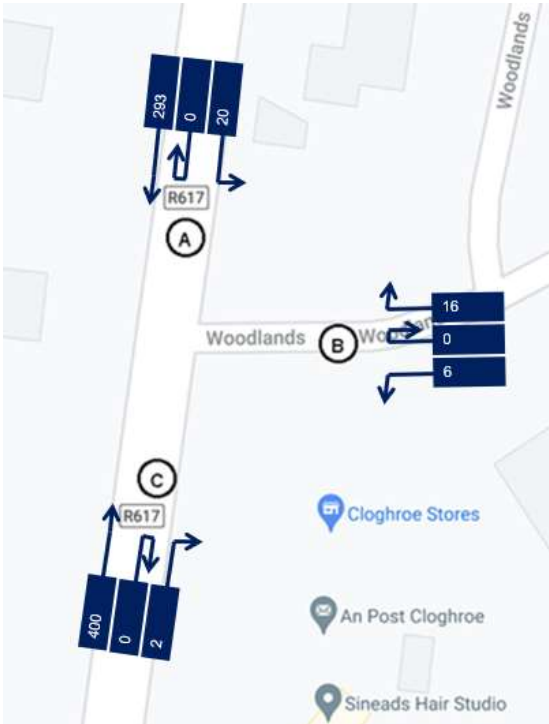 Woodlands
293
0
20
R617
A
16
Woodlands
Woodland
B
0
6
C
R617
Cloghroe Stores
400
0
2
An Post Cloghroe
Sineads Hair Studio